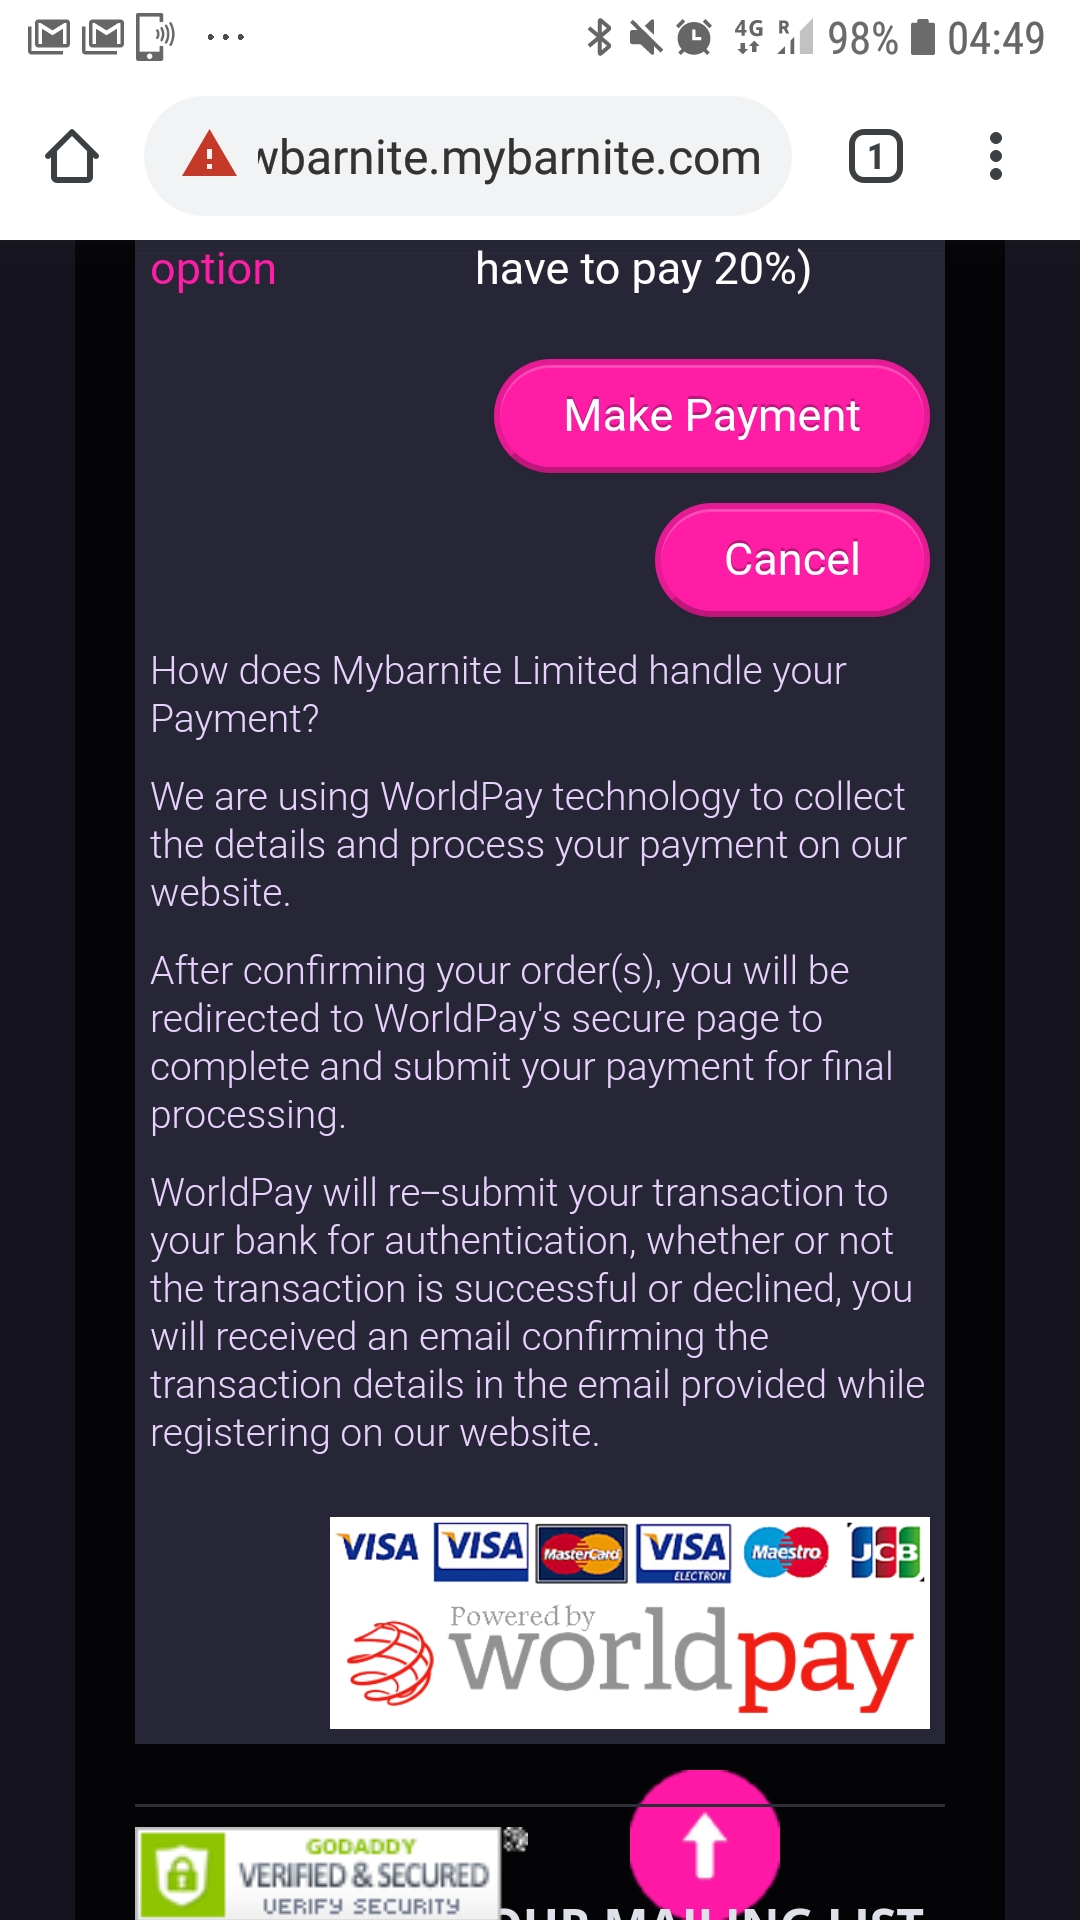 4G R 98% 04:49
wbarnite.mybarnite.com 1
option have to pay 20%)
Make Payment
Cancel
How does Mybarnite Limited handle your
Payment?
We are using WorldPay technology to collect
the details and process your payment on our
website.
After confirming your order(s), you will be
redirected to WorldPay's secure page to
complete and submit your payment for final
processing.
WorldPay will re–submit your transaction to
your bank for authentication, whether or not
the transaction is successful or declined, you
will received an email confirming the
transaction details in the email provided while
registering on our website.
VISA VISA MasterCard VISA ELECTRON Maestro JCB
Powered by
worldpay
GODADDY
VERIFIED & SECURED
VERIFY SECURITY
OUR MAILING LIST